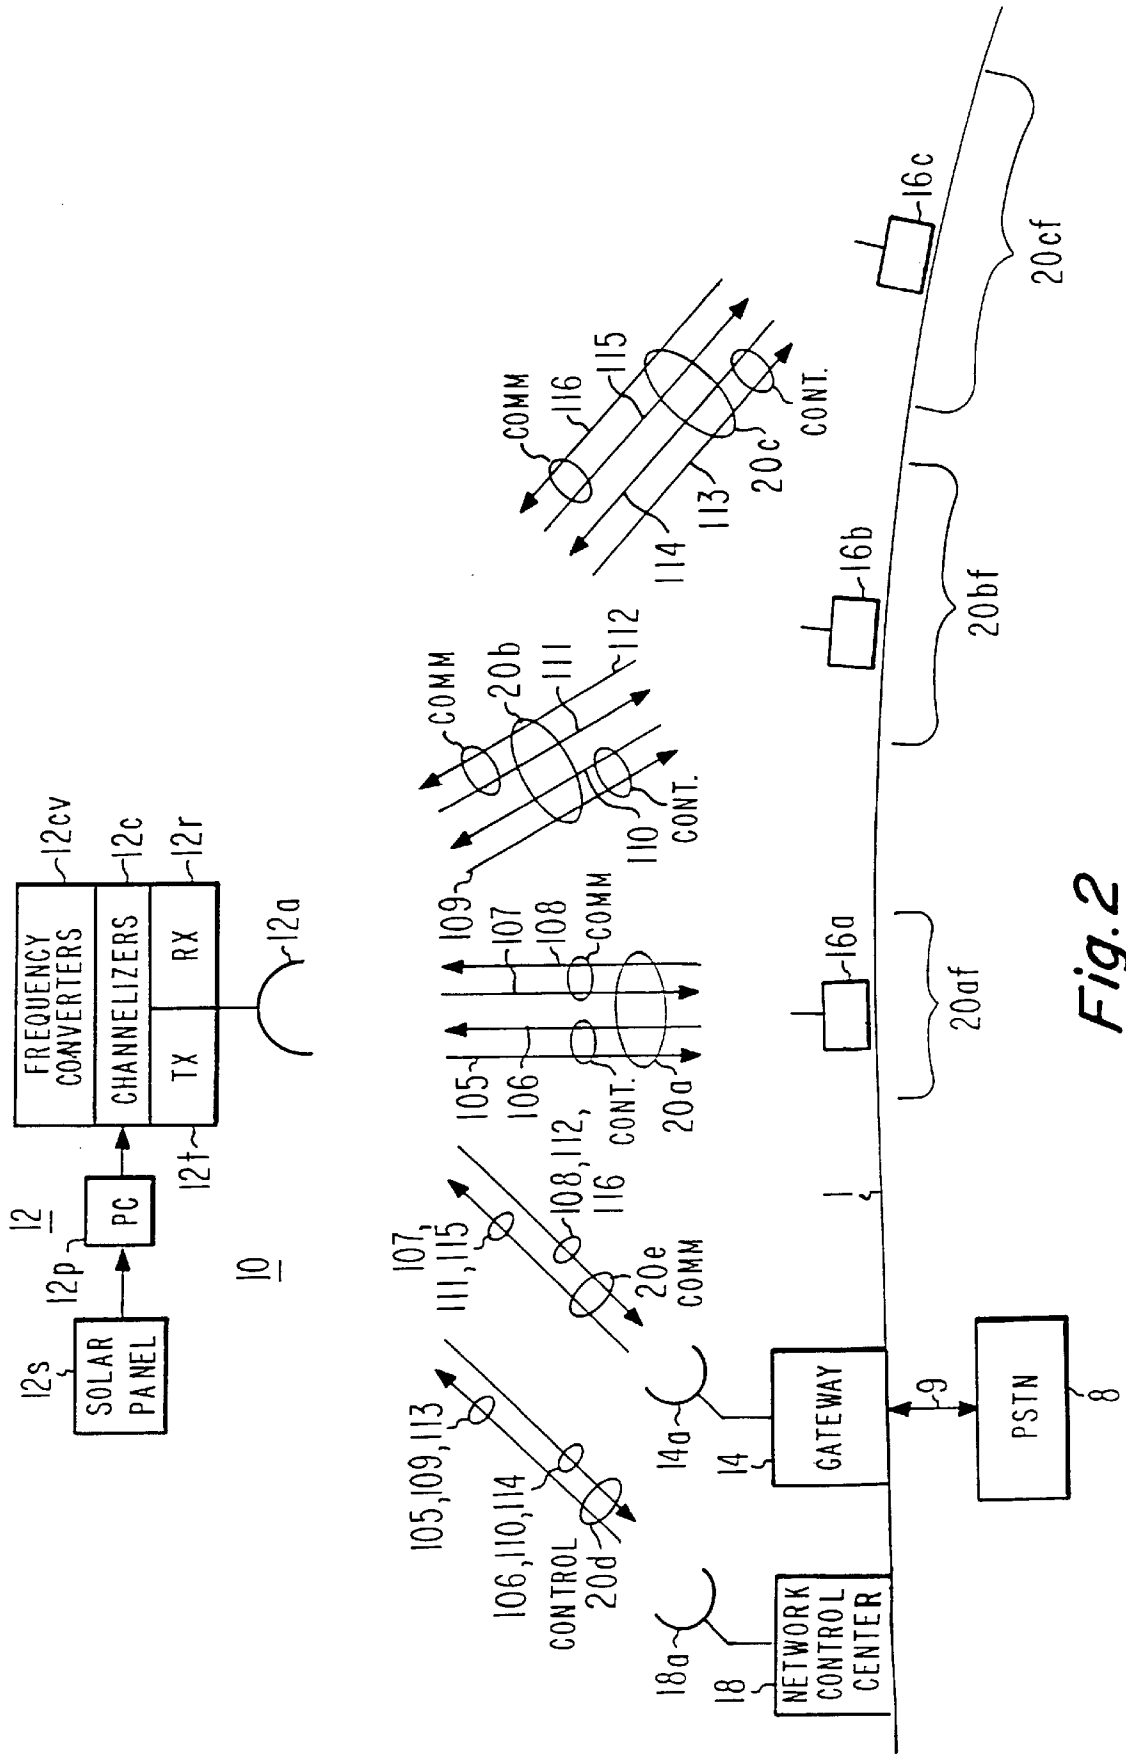 FREQUENCY
CONVERTERS
CHANNELIZERS
TX
RX
12cv
12c
12r
12t
12
12p
PC
12s
SOLAR
PANEL
12a
10
105,109,113
106,110,114
CONTROL
20d
107,
111,115
108,112,
116
20e
COMM
105
106
CONT.
20a
107
108
COMM
109
110
CONT.
COMM
20b
111
112
COMM
116
115
114
113
20c
CONT.
18a
18
NETWORK
CONTROL
CENTER
14a
14
GATEWAY
9
PSTN
8
1
16a
20af
16b
20bf
16c
20cf
Fig.2